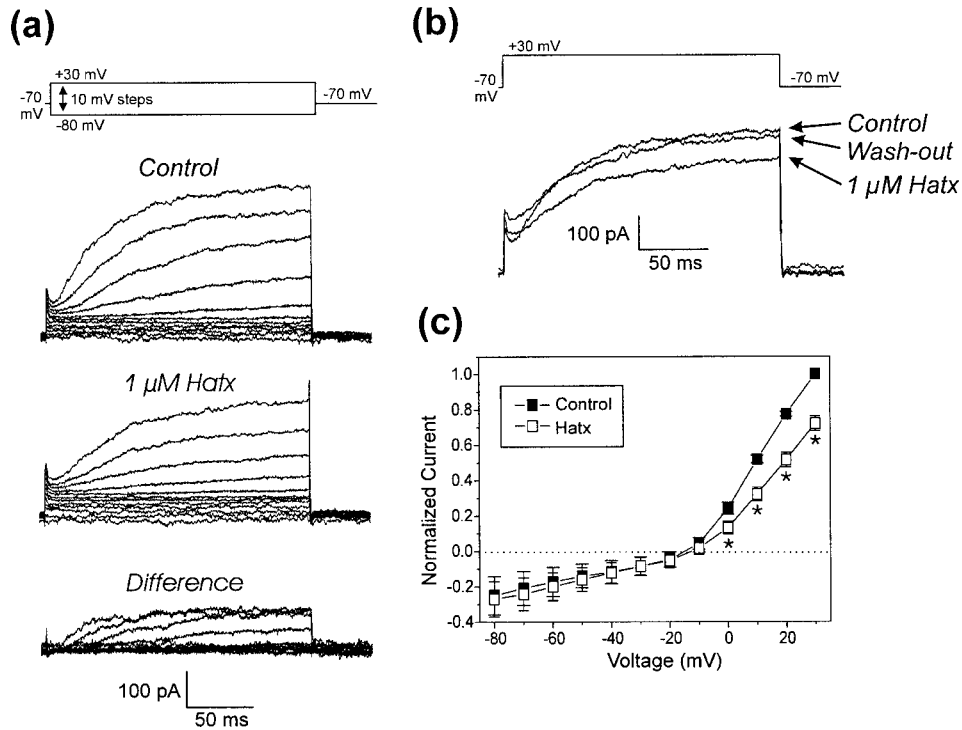 (a)
+30 mV
-70 mV
10 mV steps
-70 mV
-80 mV
Control
1 µM Hatx
Difference
100 pA
50 ms
(b)
+30 mV
-70 mV
-70 mV
Control
Wash-out
1 µM Hatx
100 pA
50 ms
(c)
Normalized Current
1.0
0.8
0.6
0.4
0.2
0.0
-0.2
-0.4
Control
Hatx
*
*
*
*
-80
-60
-40
-20
0
20
Voltage (mV)